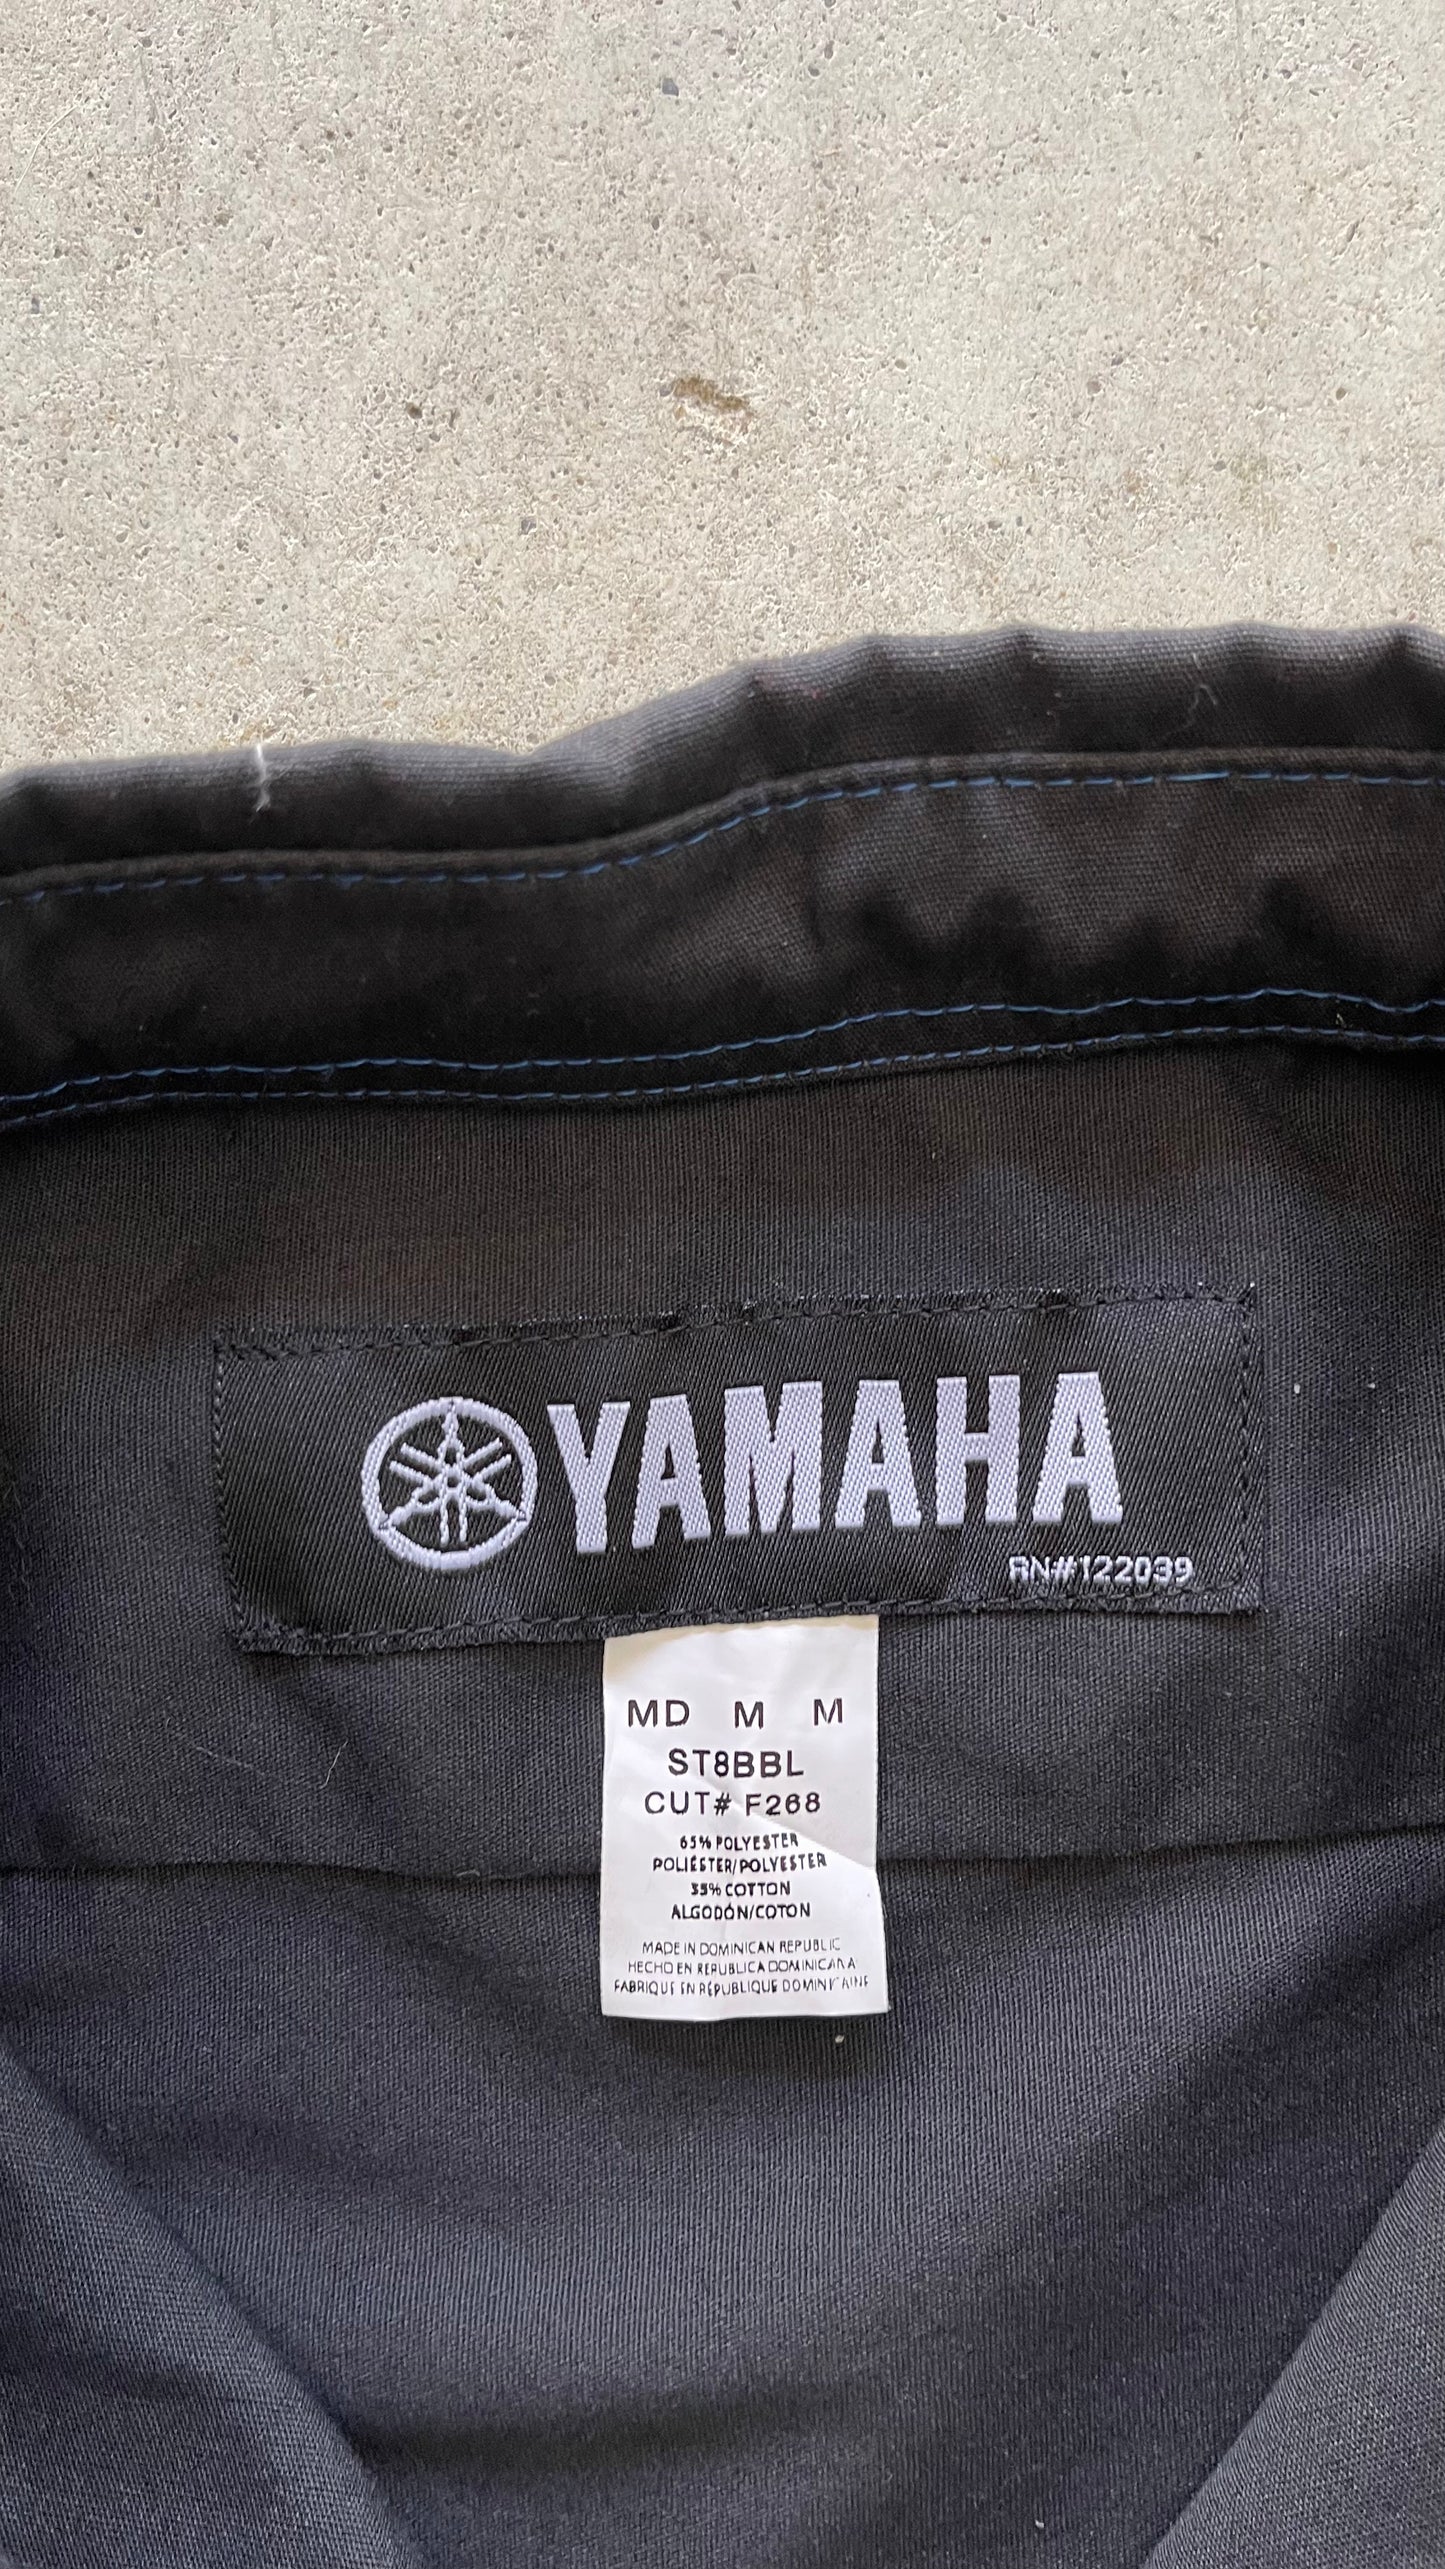 YAMAHA
RN#122039
MD M M
ST8BBL
CUT# F268
65% POLYESTER
POLIÉSTER/POLYESTER
35% COTTON
ALGODÓN/COTON
MADE IN DOMINICAN REPUBLIC
HECHO EN REPUBLICA DOMINICANA
FABRIQUE EN RÉPUBLIQUE DOMINICAINE